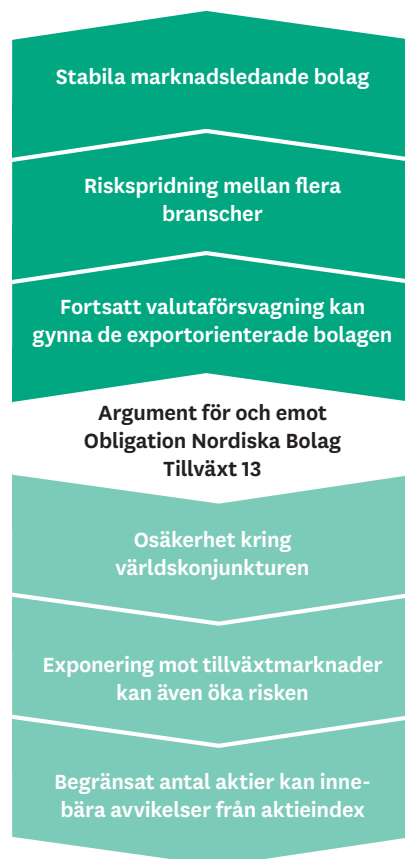 Stabila marknadsledande bolag
Riskspridning mellan flera
branscher
Fortsatt valutaförsvagning kan
gynna de exportorienterade bolagen
Argument för och emot
Obligation Nordiska Bolag
Tillväxt 13
Osäkerhet kring
världskonjunkturen
Exponering mot tillväxtmarknader
kan även öka risken
Begränsat antal aktier kan inne-
bära avvikelser från aktieindex